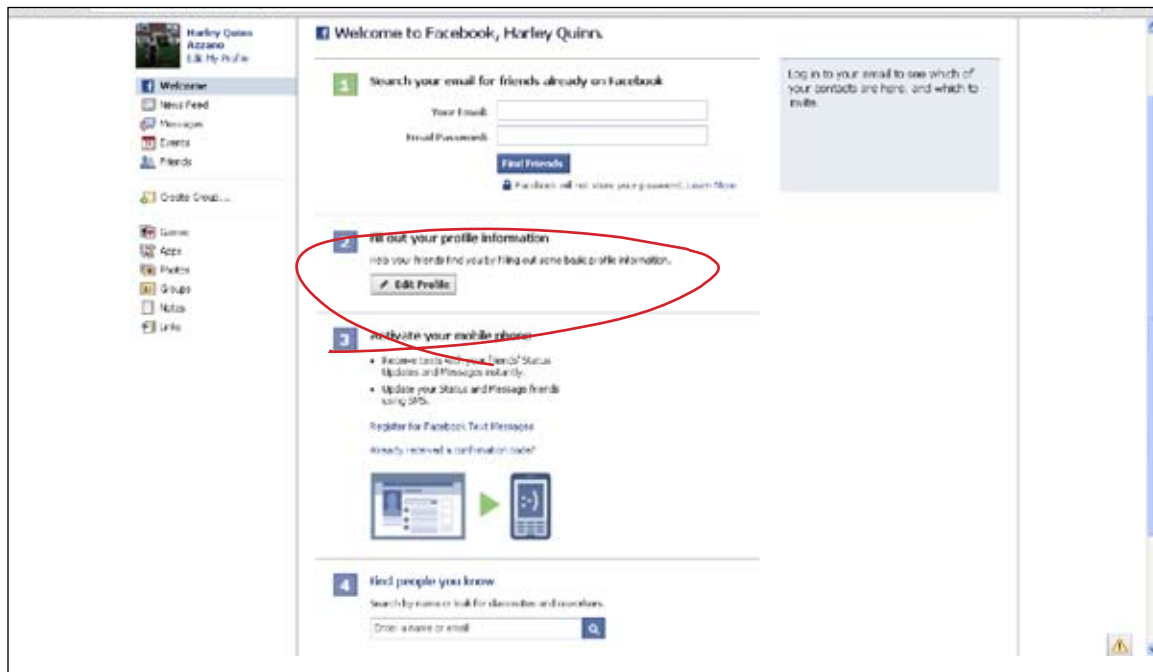 Harley Quinn
Azzano
Edit My Profile
Welcome
News Feed
Messages
Events
Friends
Create Group...
Games
Apps
Photos
Groups
Notes
Links
Welcome to Facebook, Harley Quinn.
1
Search your email for friends already on Facebook
Your Email:
Email Password:
Find Friends
Facebook will not store your password. Learn More
2
Fill out your profile information
Help your friends find you by filling out some basic profile information.
Edit Profile
3
Activate your mobile phone
• Receive texts with your friends' Status
Updates and Messages instantly.
• Update your Status and Message friends
using SMS.
Register for Facebook Text Messages
Already received a confirmation code?
:-)
4
Find people you know
Search by name or look for classmates and coworkers.
Enter a name or email
Log in to your email to see which of
your contacts are here, and which to
invite.